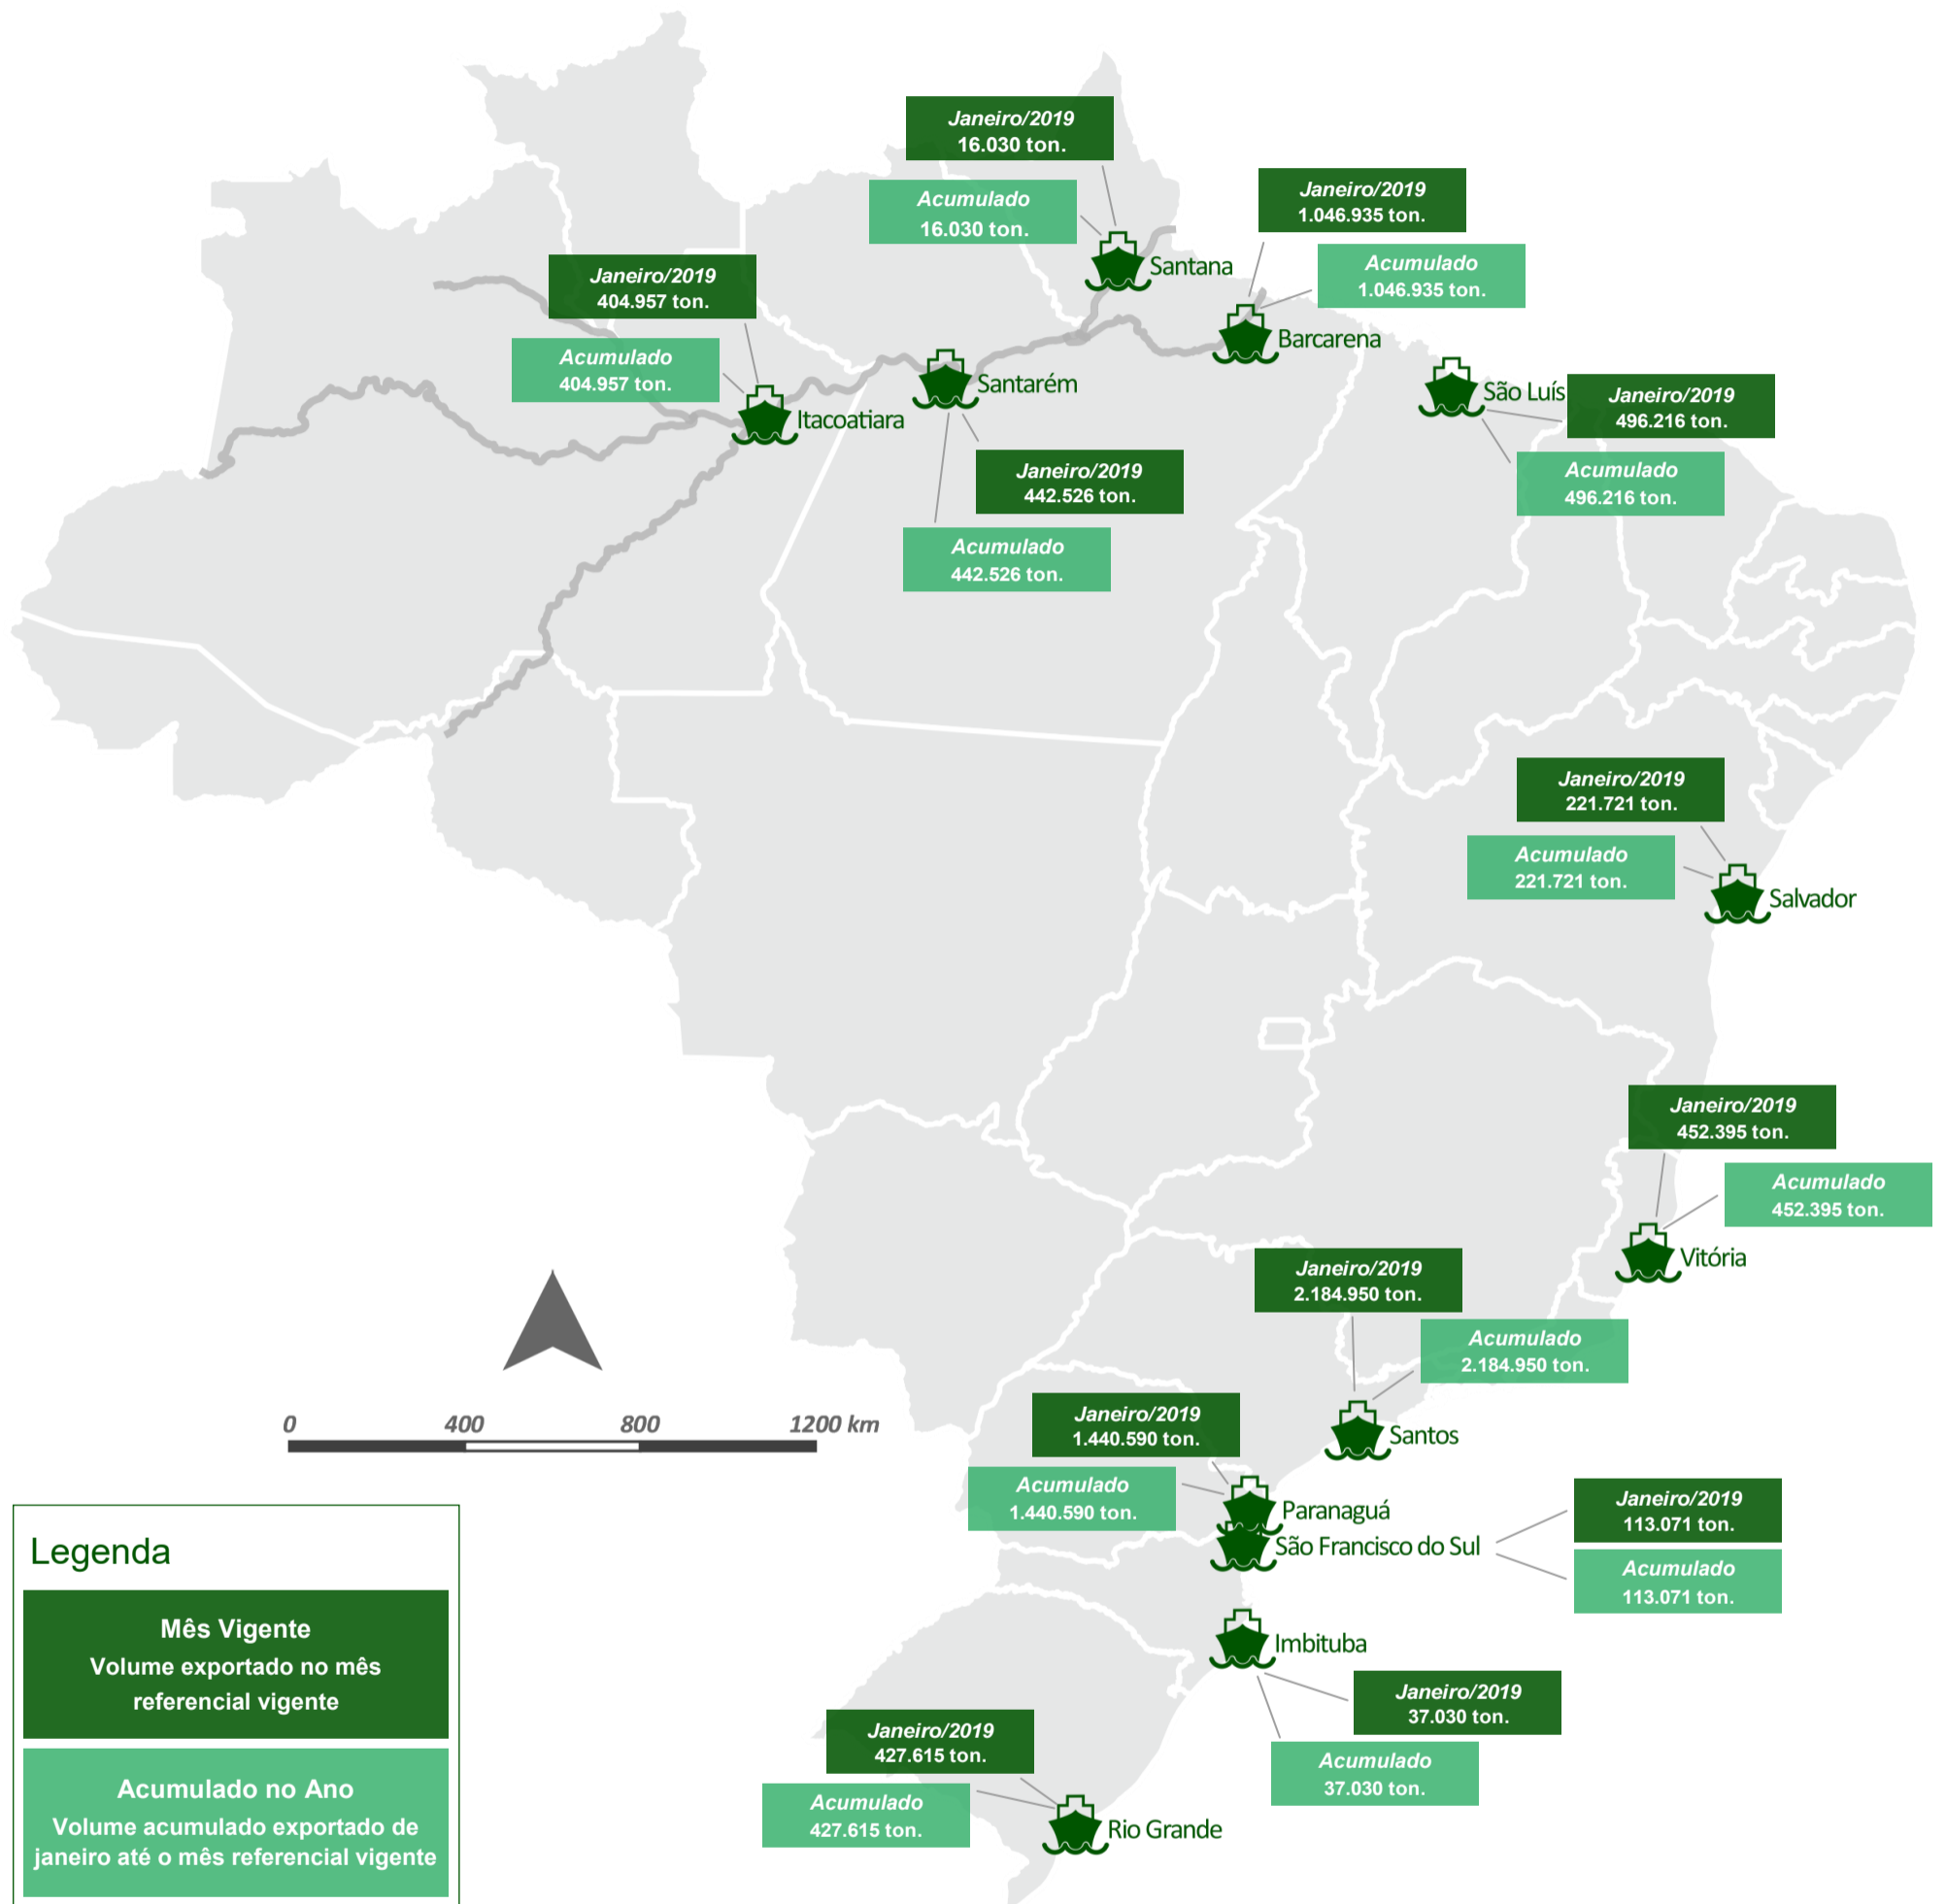 Janeiro/2019
16.030 ton.
Acumulado
16.030 ton.
Santana
Janeiro/2019
1.046.935 ton.
Acumulado
1.046.935 ton.
Barcarena
Janeiro/2019
404.957 ton.
Acumulado
404.957 ton.
Itacoatiara
Santarém
Janeiro/2019
442.526 ton.
Acumulado
442.526 ton.
São Luís
Janeiro/2019
496.216 ton.
Acumulado
496.216 ton.
Janeiro/2019
221.721 ton.
Acumulado
221.721 ton.
Salvador
Janeiro/2019
452.395 ton.
Acumulado
452.395 ton.
Vitória
Janeiro/2019
2.184.950 ton.
Acumulado
2.184.950 ton.
Santos
Janeiro/2019
1.440.590 ton.
Acumulado
1.440.590 ton.
Paranaguá
São Francisco do Sul
Janeiro/2019
113.071 ton.
Acumulado
113.071 ton.
Imbituba
Janeiro/2019
37.030 ton.
Acumulado
37.030 ton.
Janeiro/2019
427.615 ton.
Acumulado
427.615 ton.
Rio Grande
0 400 800 1200 km
Legenda
Mês Vigente
Volume exportado no mês
referencial vigente
Acumulado no Ano
Volume acumulado exportado de
janeiro até o mês referencial vigente